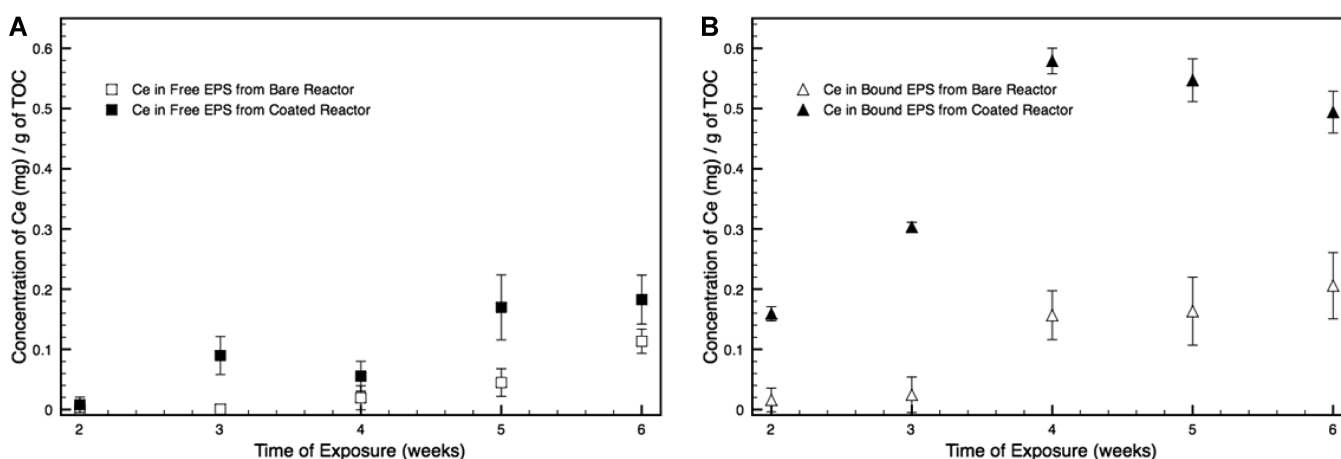 A
Concentration of Ce (mg) / g of TOC
0.6
0.5
0.4
0.3
0.2
0.1
0
Ce in Free EPS from Bare Reactor
Ce in Free EPS from Coated Reactor
2 3 4 5 6
Time of Exposure (weeks)
B
Concentration of Ce (mg) / g of TOC
0.6
0.5
0.4
0.3
0.2
0.1
0
Ce in Bound EPS from Bare Reactor
Ce in Bound EPS from Coated Reactor
2 3 4 5 6
Time of Exposure (weeks)